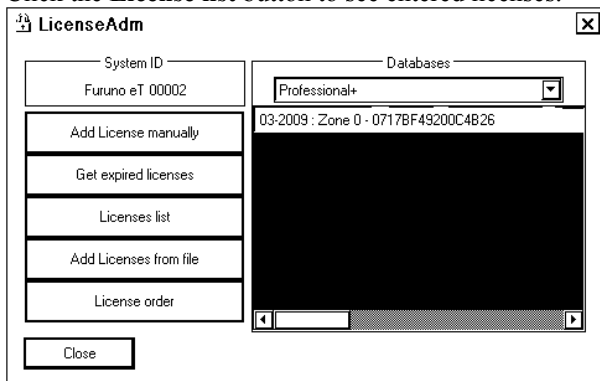 Click the License list button to see entered licenses.
LicenseAdm
System ID
Furuno eT 00002
Add License manually
Get expired licenses
Licenses list
Add Licenses from file
License order
Close
Databases
Professional+
03-2009 : Zone 0 - 0717BF49200C4B26